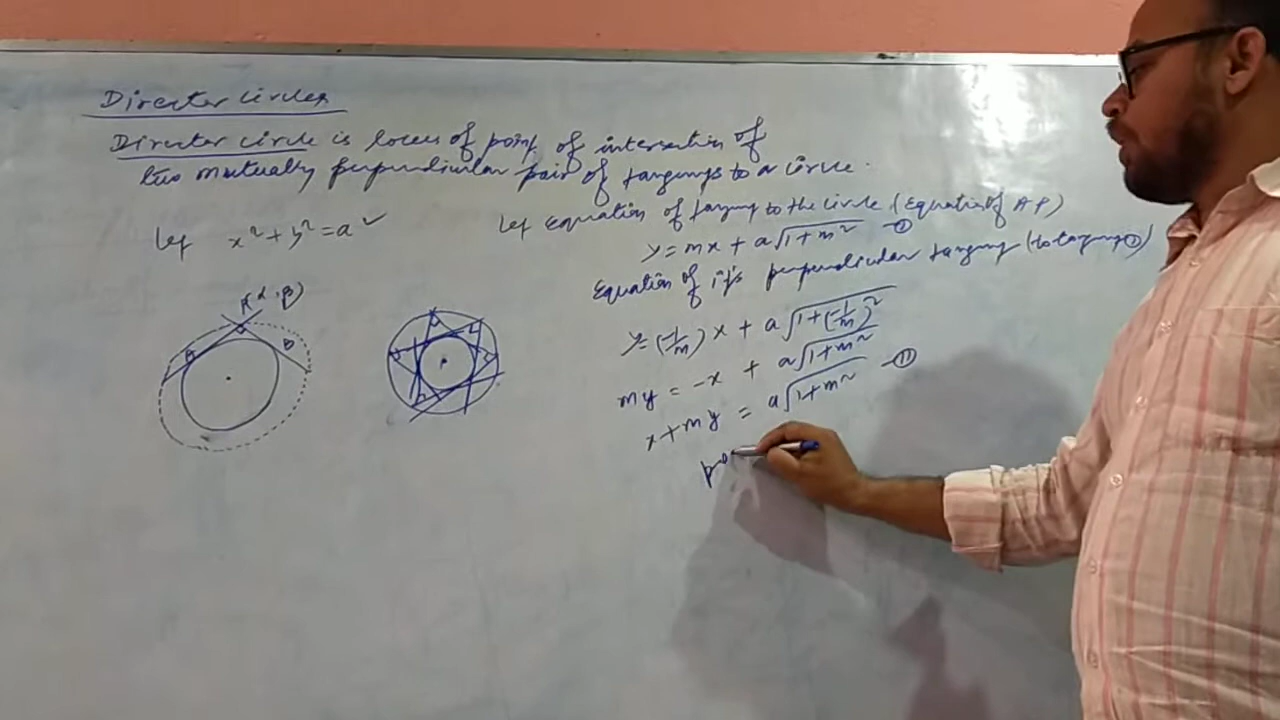 Director Circles
Director circle is locus of point of intersection of
two mutually perpendicular pair of tangents to a circle.
Let x² + y² = a²
Let Equation of tangent to the circle (Equation of AP)
y = mx + a√(1+m²) —①
Equation of it's perpendicular tangent (to tangent ①)
P(α, β)
A
B
y = (-1/m) x + a√(1+(-1/m)²)
my = -x + a√(1+m²)
x + my = a√(1+m²) —⑪